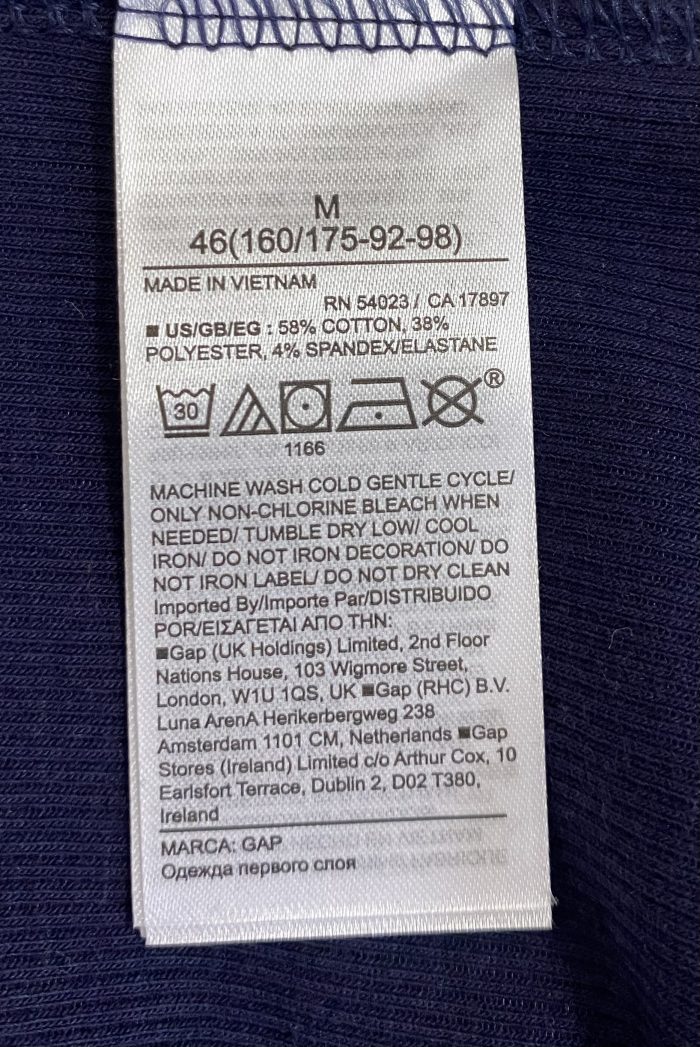 M
46(160/175-92-98)
MADE IN VIETNAM
RN 54023 / CA 17897
■ US/GB/EG : 58% COTTON, 38%
POLYESTER, 4% SPANDEX/ELASTANE
30
®
1166
MACHINE WASH COLD GENTLE CYCLE/
ONLY NON-CHLORINE BLEACH WHEN
NEEDED/ TUMBLE DRY LOW/ COOL
IRON/ DO NOT IRON DECORATION/ DO
NOT IRON LABEL/ DO NOT DRY CLEAN
Imported By/Importe Par/DISTRIBUIDO
POR/ΕΙΣΑΓΕΤΑΙ ΑΠΟ ΤΗΝ:
■Gap (UK Holdings) Limited, 2nd Floor
Nations House, 103 Wigmore Street,
London, W1U 1QS, UK ■Gap (RHC) B.V.
Luna ArenA Herikerbergweg 238
Amsterdam 1101 CM, Netherlands ■Gap
Stores (Ireland) Limited c/o Arthur Cox, 10
Earlsfort Terrace, Dublin 2, D02 T380,
Ireland
MARCA: GAP
Одежда первого слоя